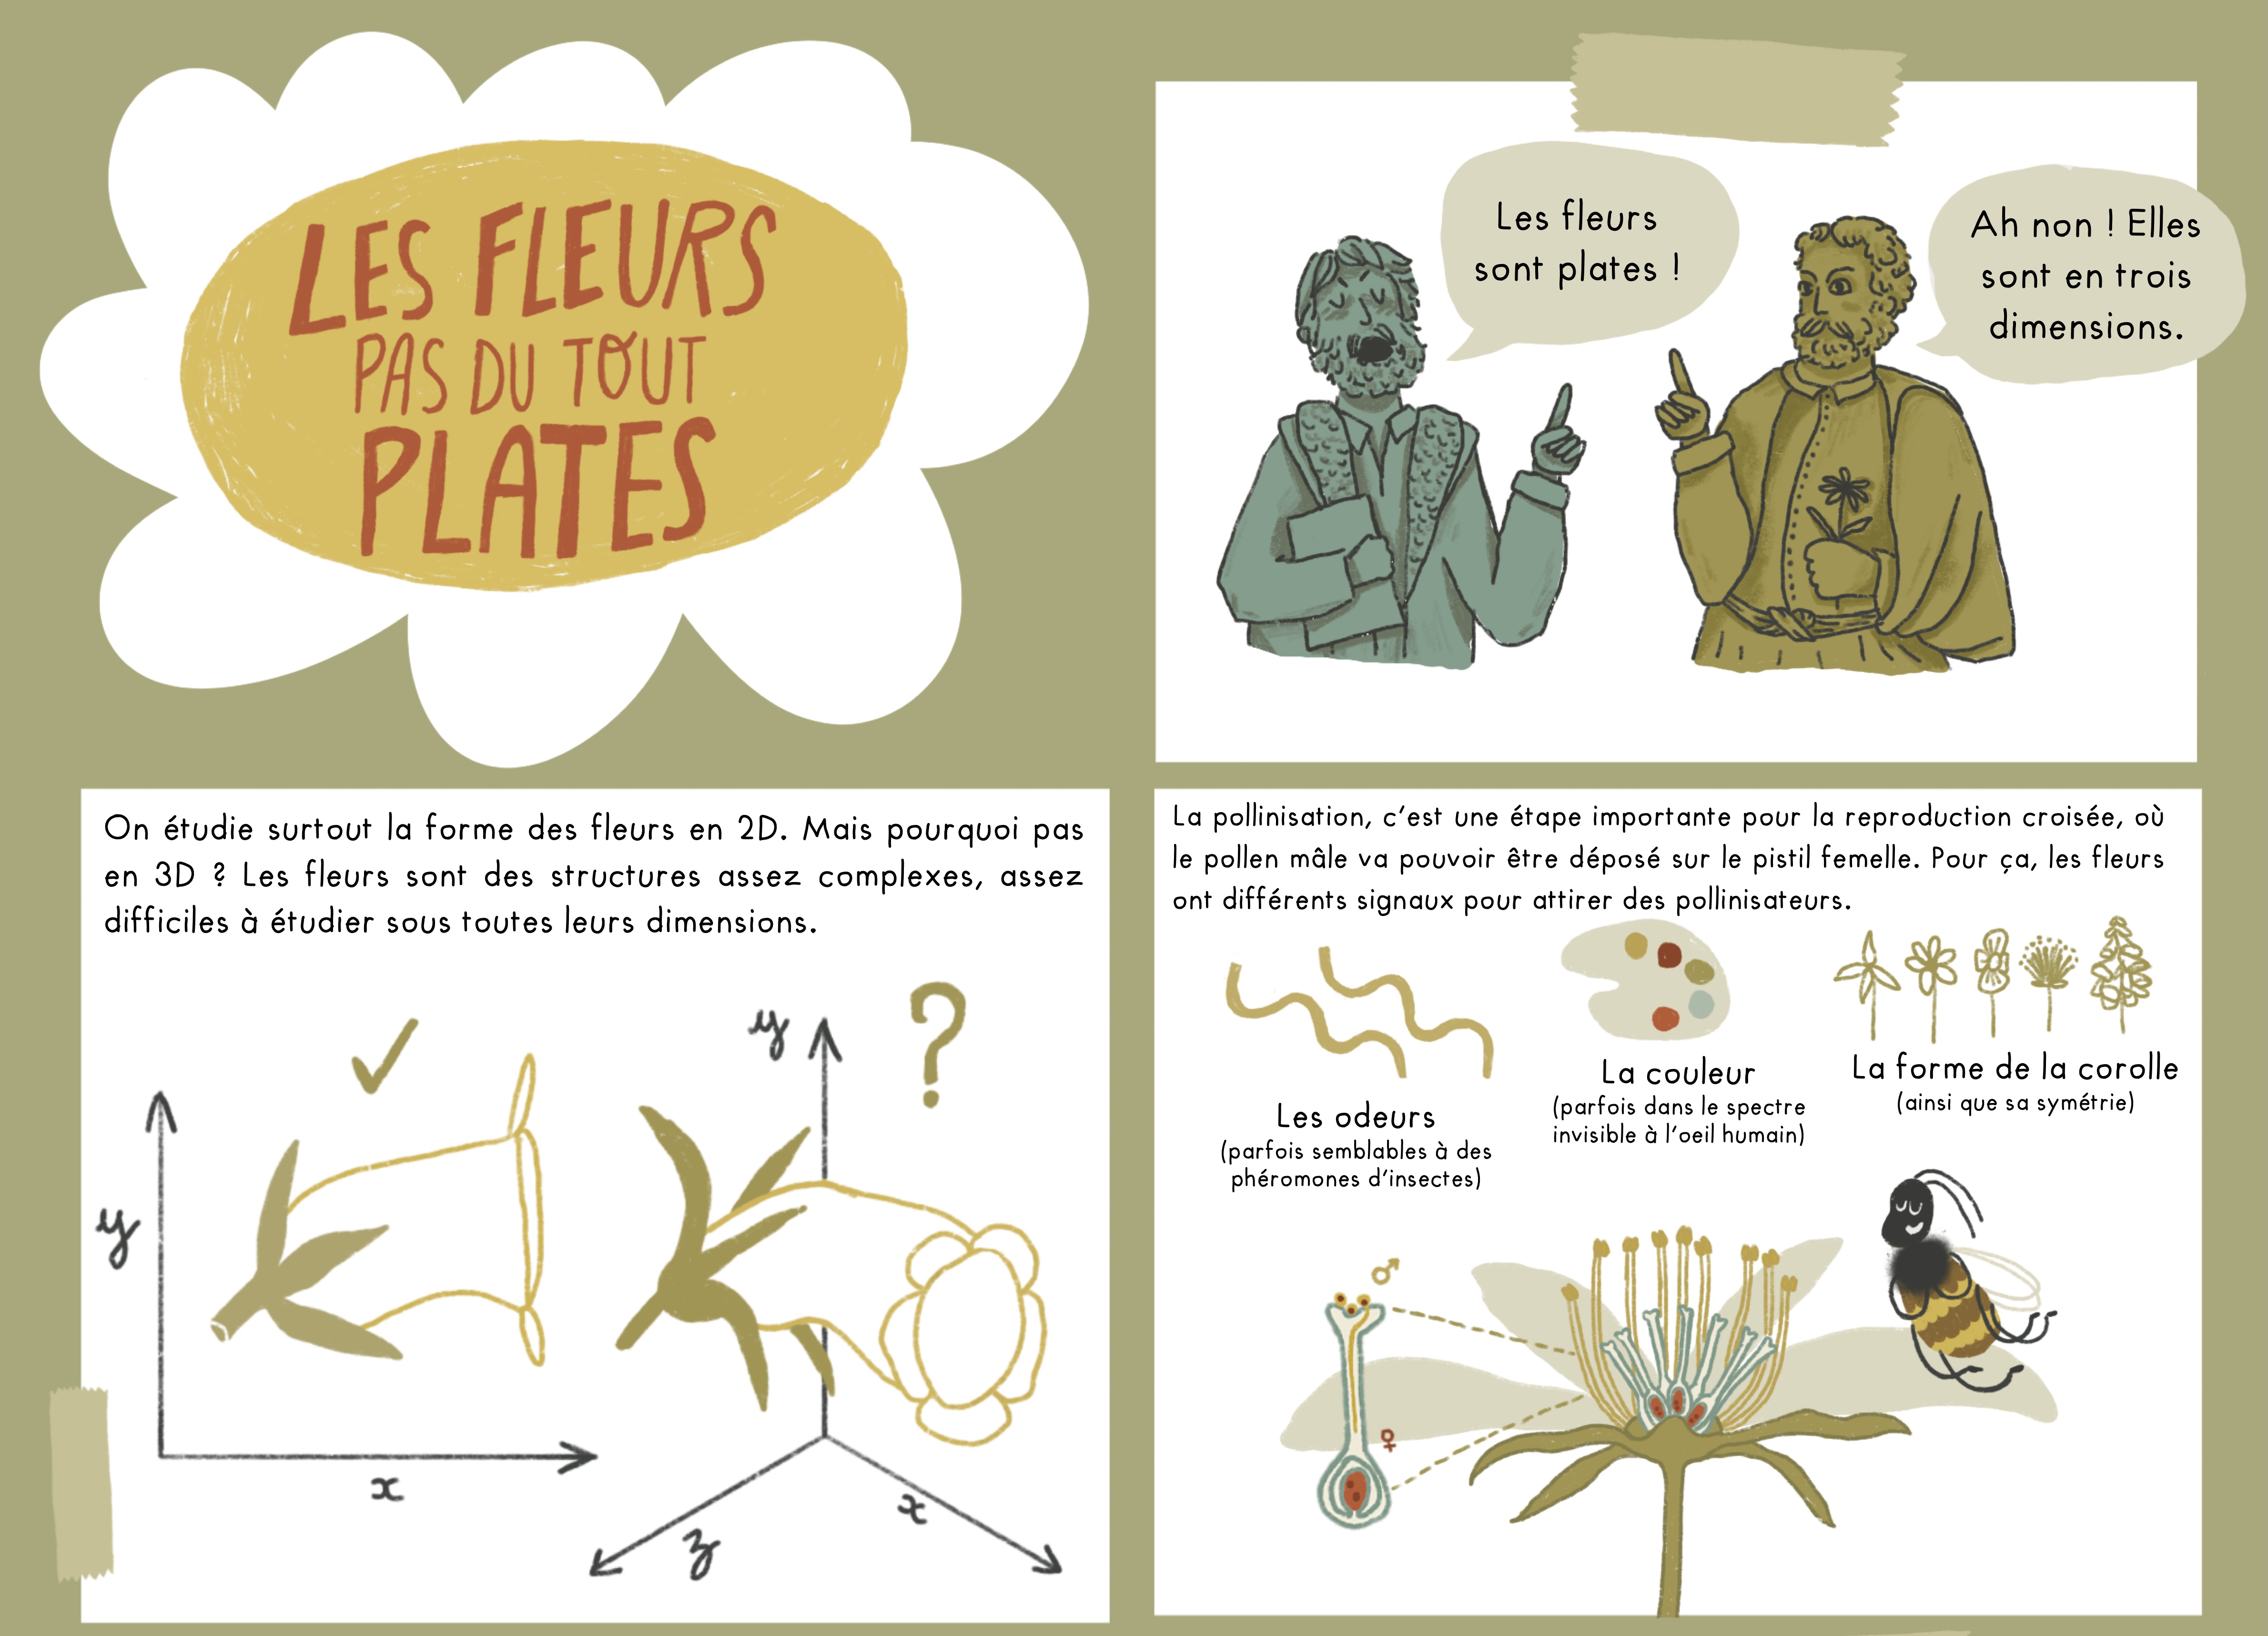 LES FLEURS
PAS DU TOUT
PLATES
Les fleurs
sont plates !
Ah non ! Elles
sont en trois
dimensions.
On étudie surtout la forme des fleurs en 2D. Mais pourquoi pas
en 3D ? Les fleurs sont des structures assez complexes, assez
difficiles à étudier sous toutes leurs dimensions.
y
x
y
?
z
x
La pollinisation, c'est une étape importante pour la reproduction croisée, où
le pollen mâle va pouvoir être déposé sur le pistil femelle. Pour ça, les fleurs
ont différents signaux pour attirer des pollinisateurs.
Les odeurs
(parfois semblables à des
phéromones d'insectes)
La couleur
(parfois dans le spectre
invisible à l'oeil humain)
La forme de la corolle
(ainsi que sa symétrie)
♂
♀